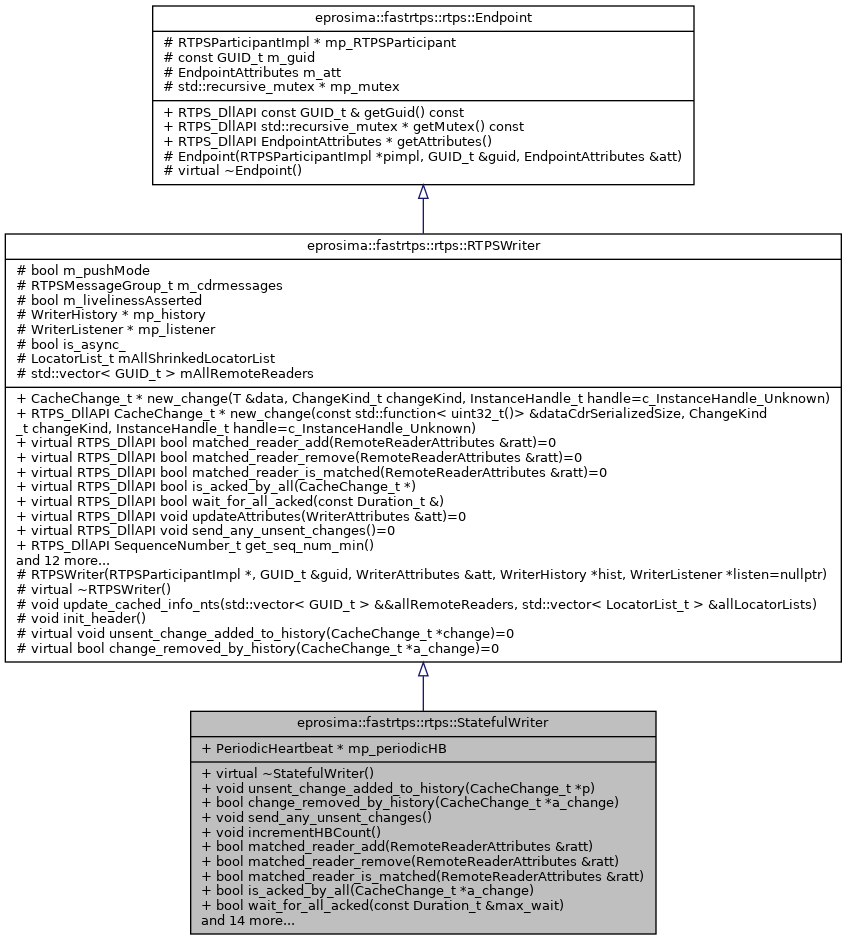 eprosima::fastrtps::rtps::Endpoint
# RTPSParticipantImpl * mp_RTPSParticipant
# const GUID_t m_guid
# EndpointAttributes m_att
# std::recursive_mutex * mp_mutex
+ RTPS_DllAPI const GUID_t & getGuid() const
+ RTPS_DllAPI std::recursive_mutex * getMutex() const
+ RTPS_DllAPI EndpointAttributes * getAttributes()
# Endpoint(RTPSParticipantImpl *pimpl, GUID_t &guid, EndpointAttributes &att)
# virtual ~Endpoint()
eprosima::fastrtps::rtps::RTPSWriter
# bool m_pushMode
# RTPSMessageGroup_t m_cdrmessages
# bool m_livelinessAsserted
# WriterHistory * mp_history
# WriterListener * mp_listener
# bool is_async_
# LocatorList_t mAllShrinkedLocatorList
# std::vector< GUID_t > mAllRemoteReaders
+ CacheChange_t * new_change(T &data, ChangeKind_t changeKind, InstanceHandle_t handle=c_InstanceHandle_Unknown)
+ RTPS_DllAPI CacheChange_t * new_change(const std::function< uint32_t()> &dataCdrSerializedSize, ChangeKind
_t changeKind, InstanceHandle_t handle=c_InstanceHandle_Unknown)
+ virtual RTPS_DllAPI bool matched_reader_add(RemoteReaderAttributes &ratt)=0
+ virtual RTPS_DllAPI bool matched_reader_remove(RemoteReaderAttributes &ratt)=0
+ virtual RTPS_DllAPI bool matched_reader_is_matched(RemoteReaderAttributes &ratt)=0
+ virtual RTPS_DllAPI bool is_acked_by_all(CacheChange_t *)
+ virtual RTPS_DllAPI bool wait_for_all_acked(const Duration_t &)
+ virtual RTPS_DllAPI void updateAttributes(WriterAttributes &att)=0
+ virtual RTPS_DllAPI void send_any_unsent_changes()=0
+ RTPS_DllAPI SequenceNumber_t get_seq_num_min()
and 12 more...
# RTPSWriter(RTPSParticipantImpl *, GUID_t &guid, WriterAttributes &att, WriterHistory *hist, WriterListener *listen=nullptr)
# virtual ~RTPSWriter()
# void update_cached_info_nts(std::vector< GUID_t > &&allRemoteReaders, std::vector< LocatorList_t > &allLocatorLists)
# void init_header()
# virtual void unsent_change_added_to_history(CacheChange_t *change)=0
# virtual bool change_removed_by_history(CacheChange_t *a_change)=0
eprosima::fastrtps::rtps::StatefulWriter
+ PeriodicHeartbeat * mp_periodicHB
+ virtual ~StatefulWriter()
+ void unsent_change_added_to_history(CacheChange_t *p)
+ bool change_removed_by_history(CacheChange_t *a_change)
+ void send_any_unsent_changes()
+ void incrementHBCount()
+ bool matched_reader_add(RemoteReaderAttributes &ratt)
+ bool matched_reader_remove(RemoteReaderAttributes &ratt)
+ bool matched_reader_is_matched(RemoteReaderAttributes &ratt)
+ bool is_acked_by_all(CacheChange_t *a_change)
+ bool wait_for_all_acked(const Duration_t &max_wait)
and 14 more...